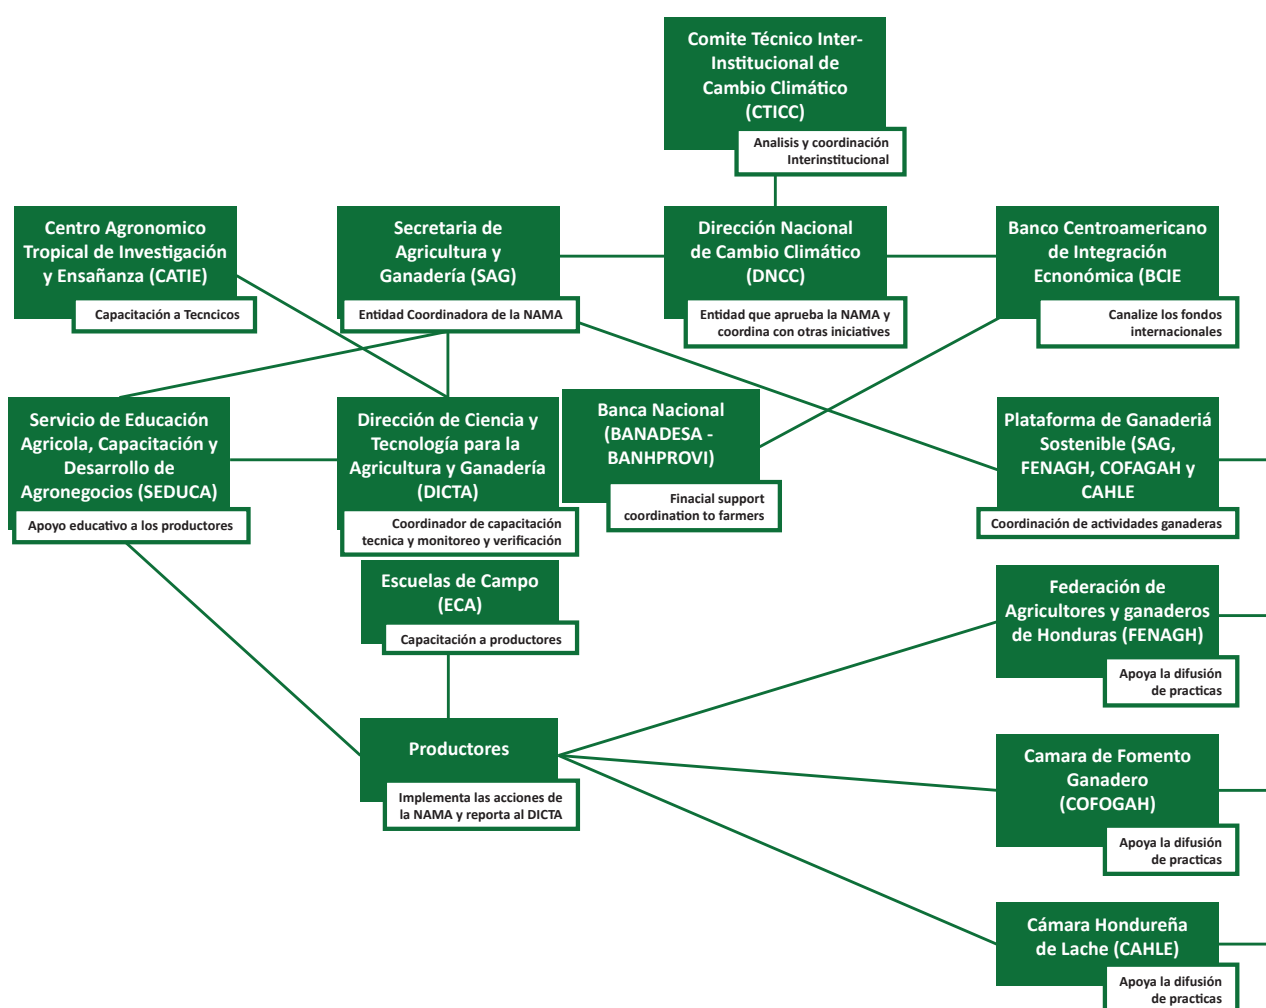 Comite Técnico Inter-
Institucional de
Cambio Climático
(CTICC)
Analisis y coordinación
Interinstitucional
Centro Agronomico
Tropical de Investigación
y Ensañanza (CATIE)
Capacitación a Tecncicos
Secretaria de
Agricultura y
Ganadería (SAG)
Entidad Coordinadora de la NAMA
Dirección Nacional
de Cambio Climático
(DNCC)
Entidad que aprueba la NAMA y
coordina con otras iniciatives
Banco Centroamericano
de Integración
Ecnonómica (BCIE
Canalize los fondos
internacionales
Servicio de Educación
Agricola, Capacitación y
Desarrollo de
Agronegocios (SEDUCA)
Apoyo educativo a los productores
Dirección de Ciencia y
Tecnología para la
Agricultura y Ganadería
(DICTA)
Coordinador de capacitación
tecnica y monitoreo y verificación
Banca Nacional
(BANADESA -
BANHPROVI)
Finacial support
coordination to farmers
Plataforma de Ganaderiá
Sostenible (SAG,
FENAGH, COFAGAH y
CAHLE
Coordinación de actividades ganaderas
Escuelas de Campo
(ECA)
Capacitación a productores
Federación de
Agricultores y ganaderos
de Honduras (FENAGH)
Apoya la difusión
de practicas
Productores
Implementa las acciones de
la NAMA y reporta al DICTA
Camara de Fomento
Ganadero
(COFOGAH)
Apoya la difusión
de practicas
Cámara Hondureña
de Lache (CAHLE)
Apoya la difusión
de practicas